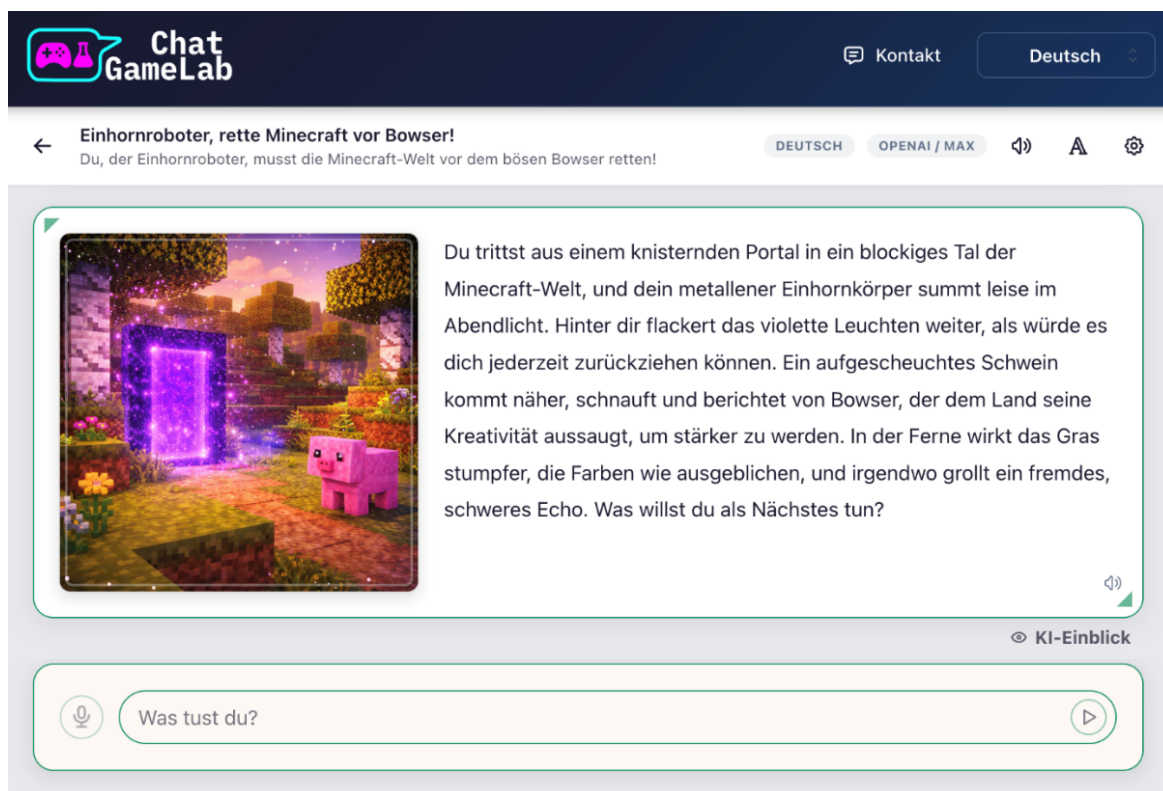 Chat
GameLab
Kontakt
Deutsch
Einhornroboter, rette Minecraft vor Bowser!
Du, der Einhornroboter, musst die Minecraft-Welt vor dem bösen Bowser retten!
DEUTSCH
OPENAI / MAX
A
Du trittst aus einem knisternden Portal in ein blockiges Tal der
Minecraft-Welt, und dein metallener Einhornkörper summt leise im
Abendlicht. Hinter dir flackert das violette Leuchten weiter, als würde es
dich jederzeit zurückziehen können. Ein aufgescheuchtes Schwein
kommt näher, schnauft und berichtet von Bowser, der dem Land seine
Kreativität aussaugt, um stärker zu werden. In der Ferne wirkt das Gras
stumpfer, die Farben wie ausgeblichen, und irgendwo grollt ein fremdes,
schweres Echo. Was willst du als Nächstes tun?
KI-Einblick
Was tust du?